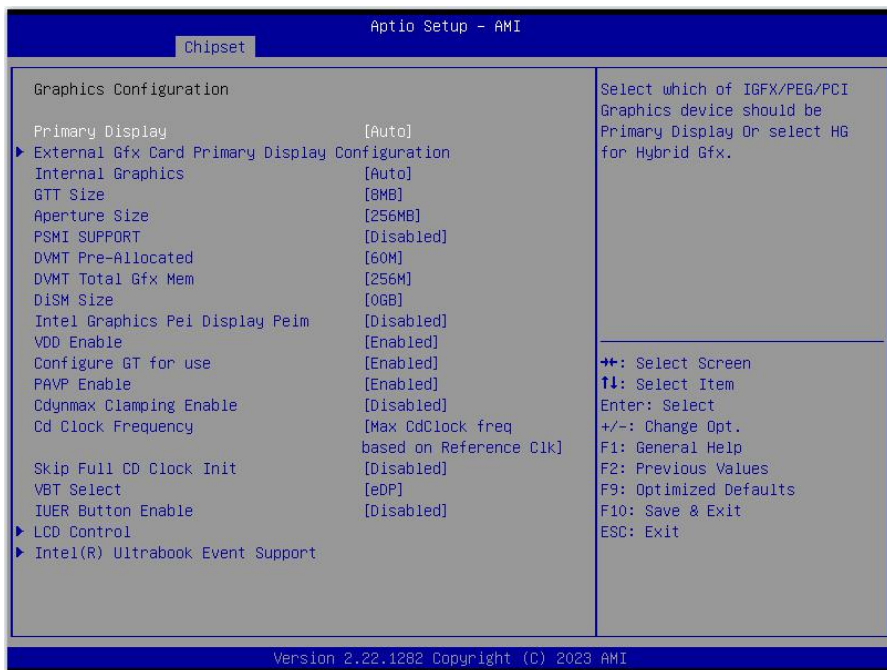 Aptio Setup – AMI
Chipset
Graphics Configuration
Primary Display [Auto]
External Gfx Card Primary Display Configuration
Internal Graphics [Auto]
GTT Size [8MB]
Aperture Size [256MB]
PSMI SUPPORT [Disabled]
DVMT Pre-Allocated [60M]
DVMT Total Gfx Mem [256M]
DiSM Size [0GB]
Intel Graphics Pei Display Peim [Disabled]
VDD Enable [Enabled]
Configure GT for use [Enabled]
PAVP Enable [Enabled]
Cdynmax Clamping Enable [Disabled]
Cd Clock Frequency [Max CdClock freq
based on Reference Clk]
Skip Full CD Clock Init [Disabled]
VBT Select [eDP]
IUER Button Enable [Disabled]
LCD Control
Intel(R) Ultrabook Event Support
Select which of IGFX/PEG/PCI
Graphics device should be
Primary Display Or select HG
for Hybrid Gfx.
→←: Select Screen
↑↓: Select Item
Enter: Select
+/-: Change Opt.
F1: General Help
F2: Previous Values
F9: Optimized Defaults
F10: Save & Exit
ESC: Exit
Version 2.22.1282 Copyright (C) 2023 AMI